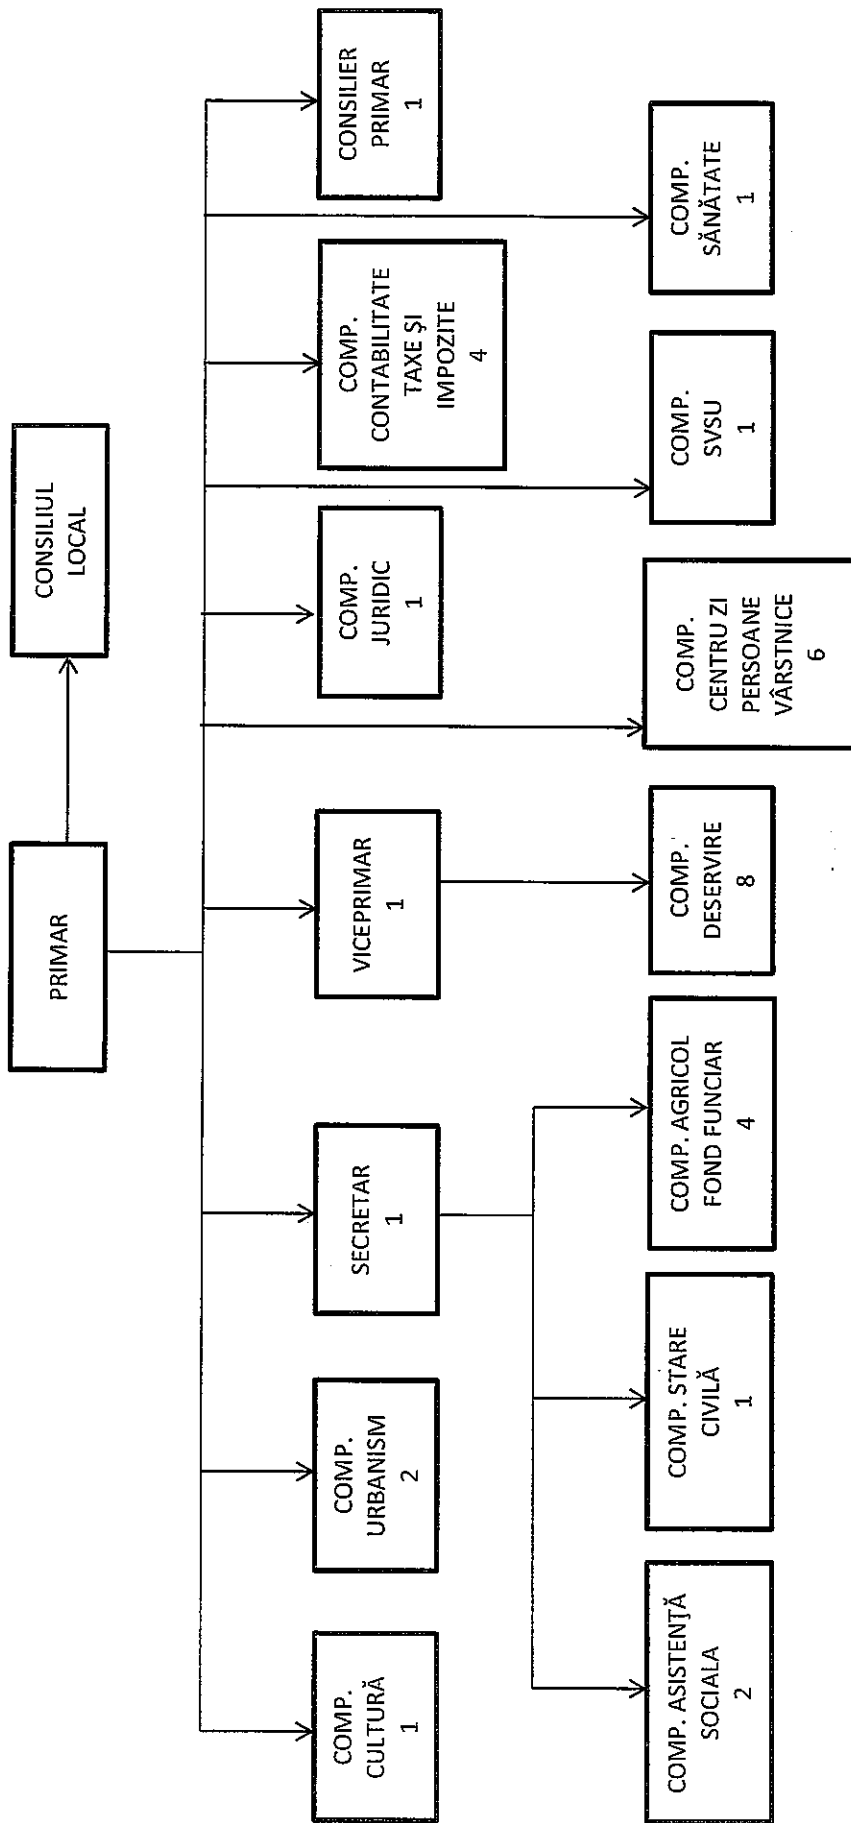 PRIMAR
CONSILIUL
LOCAL
COMP.
CULTURĂ
1
COMP.
URBANISM
2
SECRETAR
1
VICEPRIMAR
1
COMP.
JURIDIC
1
COMP.
CONTABILITATE
TAXE ŞI
IMPOZITE
4
CONSILIER
PRIMAR
1
COMP. ASISTENŢĂ
SOCIALA
2
COMP. STARE
CIVILĂ
1
COMP. AGRICOL
FOND FUNCIAR
4
COMP.
DESERVIRE
8
COMP.
CENTRU ZI
PERSOANE
VÂRSTNICE
6
COMP.
SVSU
1
COMP.
SĂNĂTATE
1